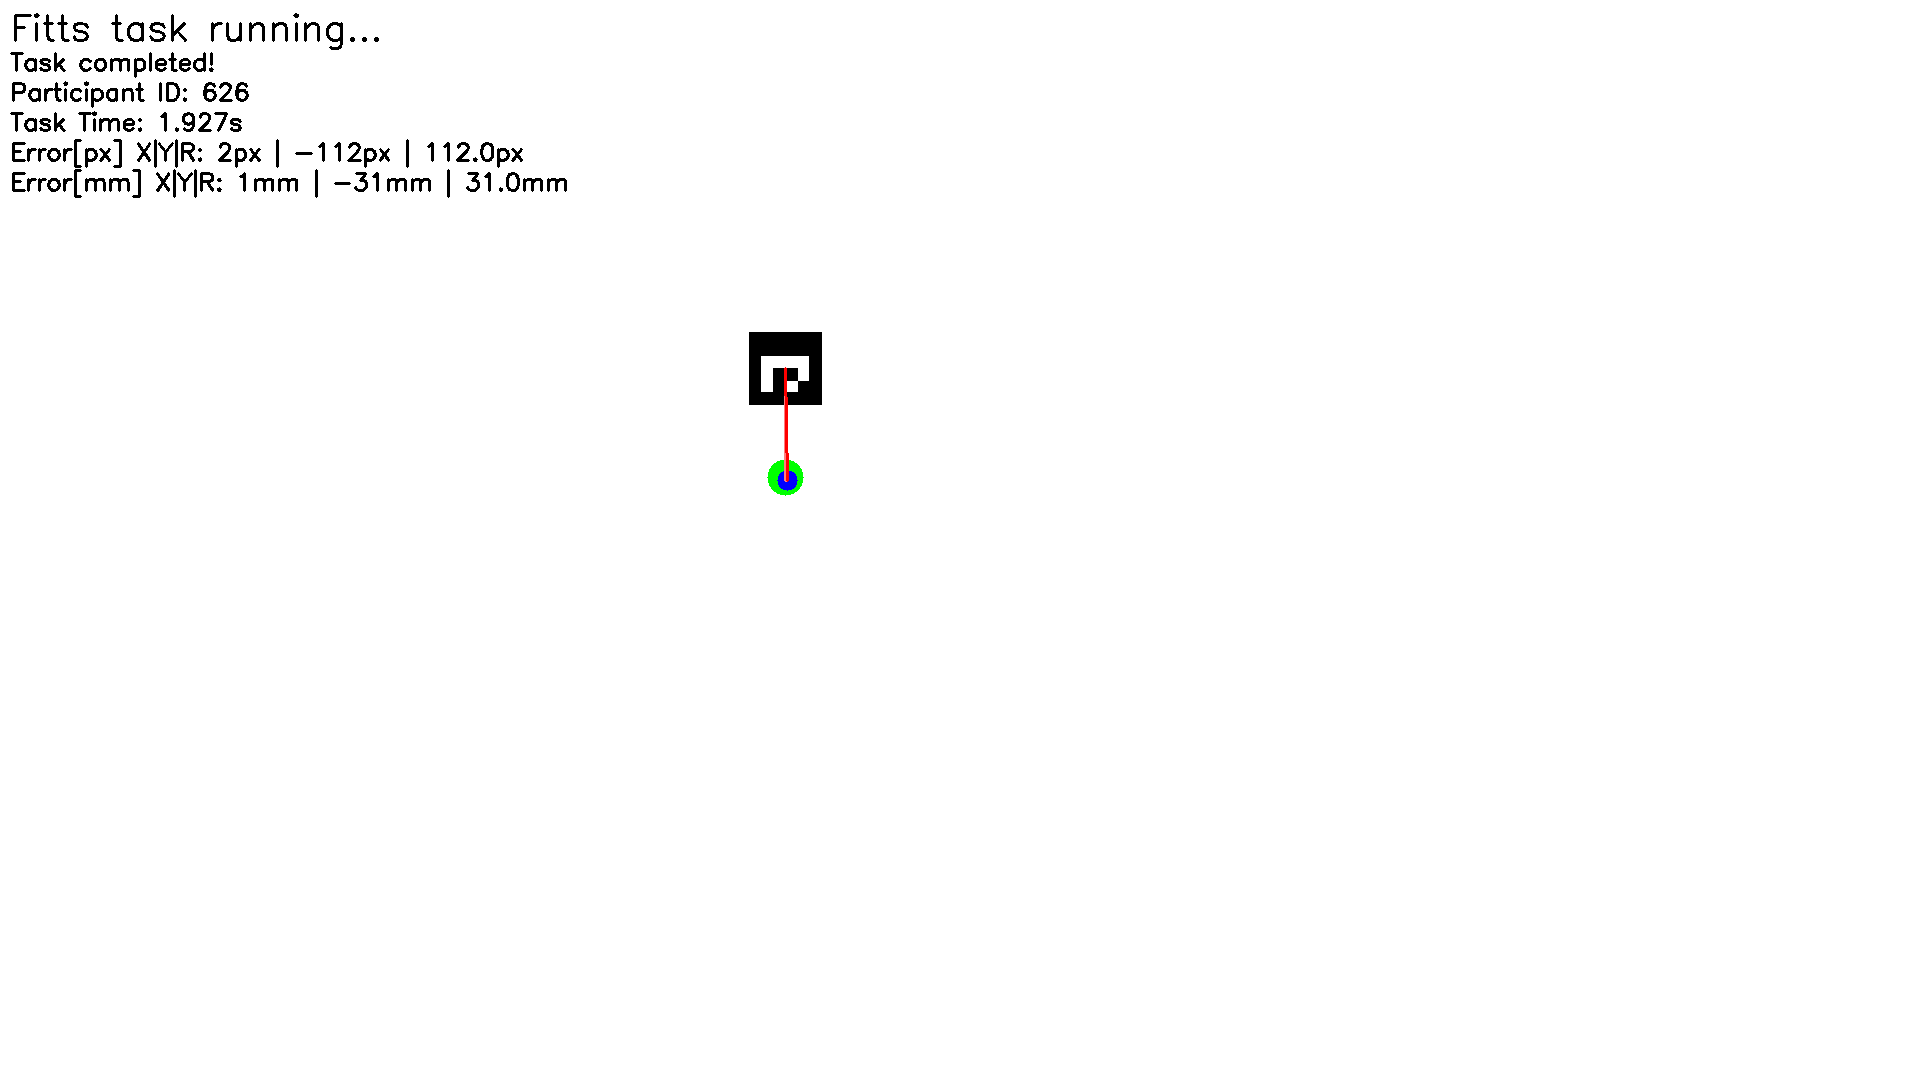 Fitts task running...
Task completed!
Participant ID: 626
Task Time: 1.927s
Error[px] X|Y|R: 2px | -112px | 112.0px
Error[mm] X|Y|R: 1mm | -31mm | 31.0mm